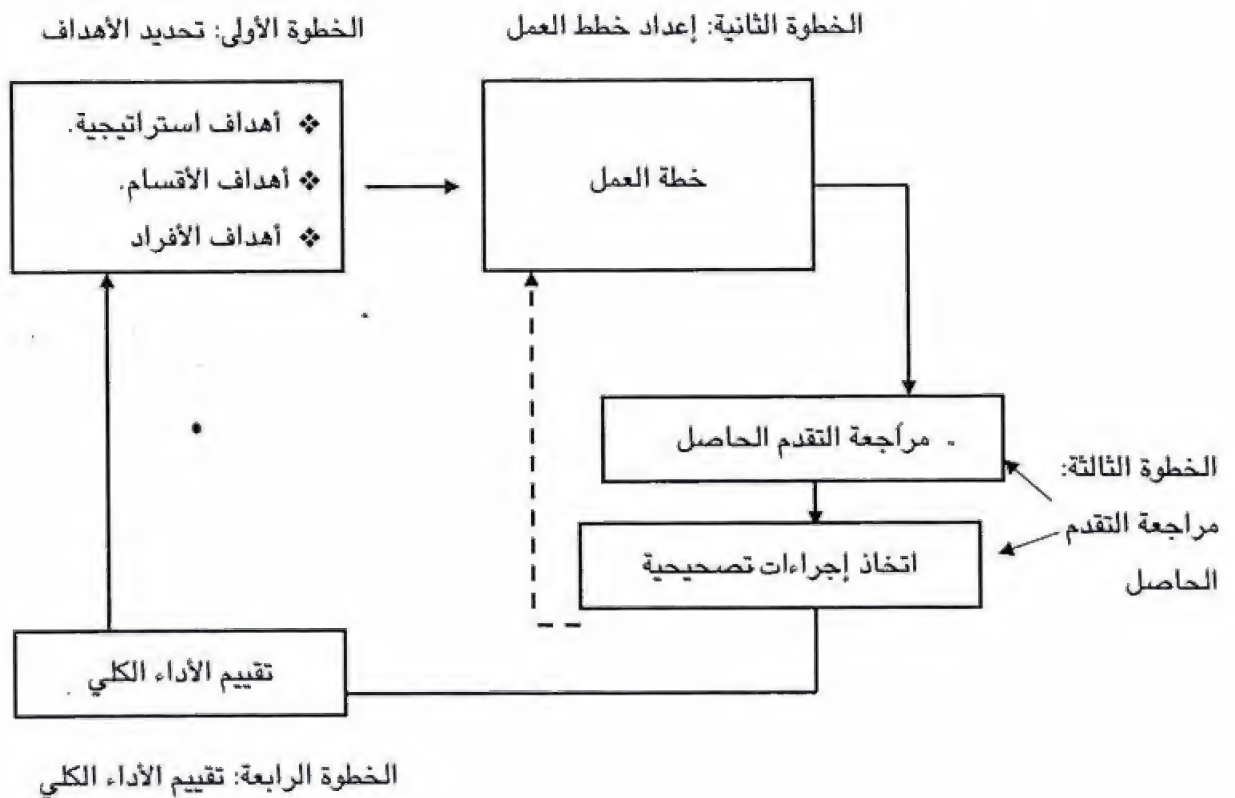 الخطوة الأولى: تحديد الأهداف
❖ أهداف استراتيجية.
❖ أهداف الأقسام.
❖ أهداف الأفراد
الخطوة الثانية: إعداد خطط العمل
خطة العمل
مراجعة التقدم الحاصل
اتخاذ إجراءات تصحيحية
الخطوة الثالثة:
مراجعة التقدم
الحاصل
تقييم الأداء الكلي
الخطوة الرابعة: تقييم الأداء الكلي